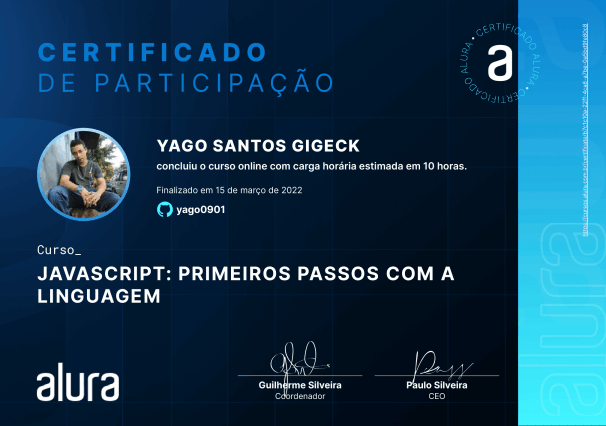 CERTIFICADO
DE PARTICIPAÇÃO
CERTIFICADO ALURA • CERTIFICADO ALURA •
a
YAGO SANTOS GIGECK
concluiu o curso online com carga horária estimada em 10 horas.
Finalizado em 15 de março de 2022
yago0901
Curso_
JAVASCRIPT: PRIMEIROS PASSOS COM A
LINGUAGEM
alura
Guilherme Silveira
Coordenador
Paulo Silveira
CEO
alura
alura